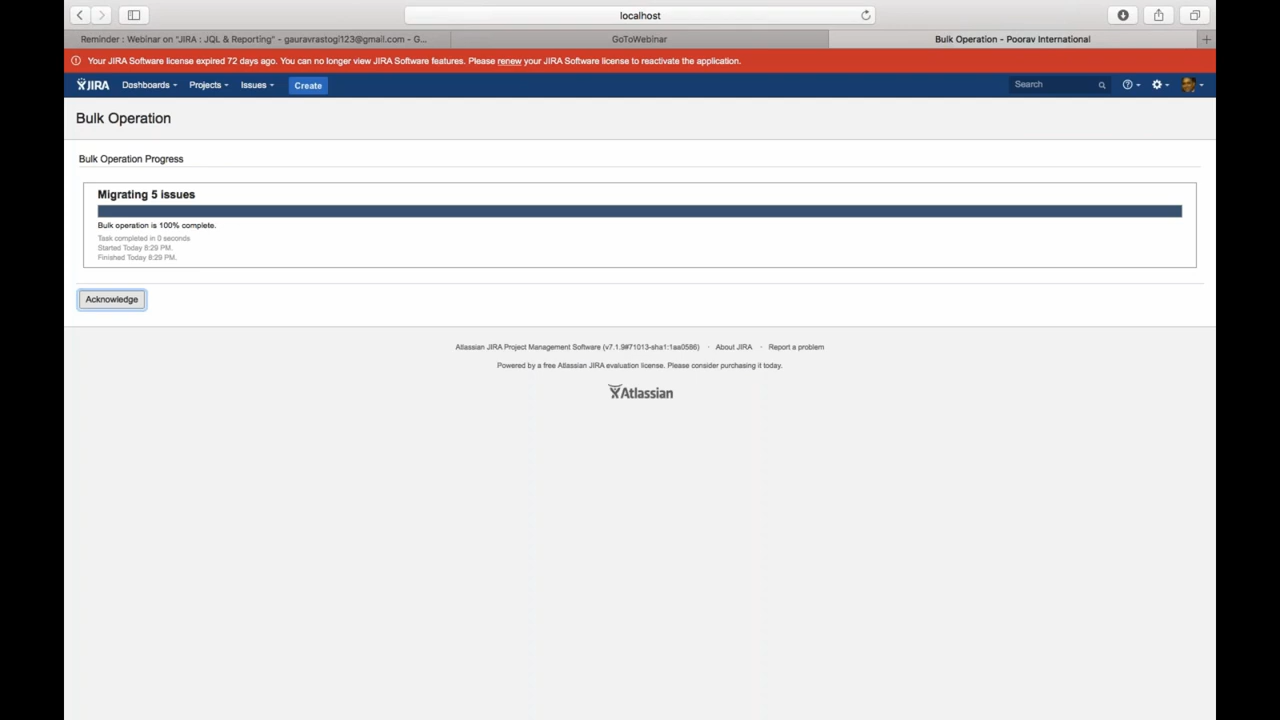 localhost
Reminder : Webinar on "JIRA : JQL & Reporting" - gauravrastogi123@gmail.com - G...
GoToWebinar
Bulk Operation - Poorav International
Your JIRA Software license expired 72 days ago. You can no longer view JIRA Software features. Please renew your JIRA Software license to reactivate the application.
JIRA Dashboards Projects Issues Create Search
Bulk Operation
Bulk Operation Progress
Migrating 5 issues
Bulk operation is 100% complete.
Task completed in 0 seconds
Started Today 8:29 PM.
Finished Today 8:29 PM.
Acknowledge
Atlassian JIRA Project Management Software (v7.1.9#71013-sha1:1aa0586) · About JIRA · Report a problem
Powered by a free Atlassian JIRA evaluation license. Please consider purchasing it today.
Atlassian